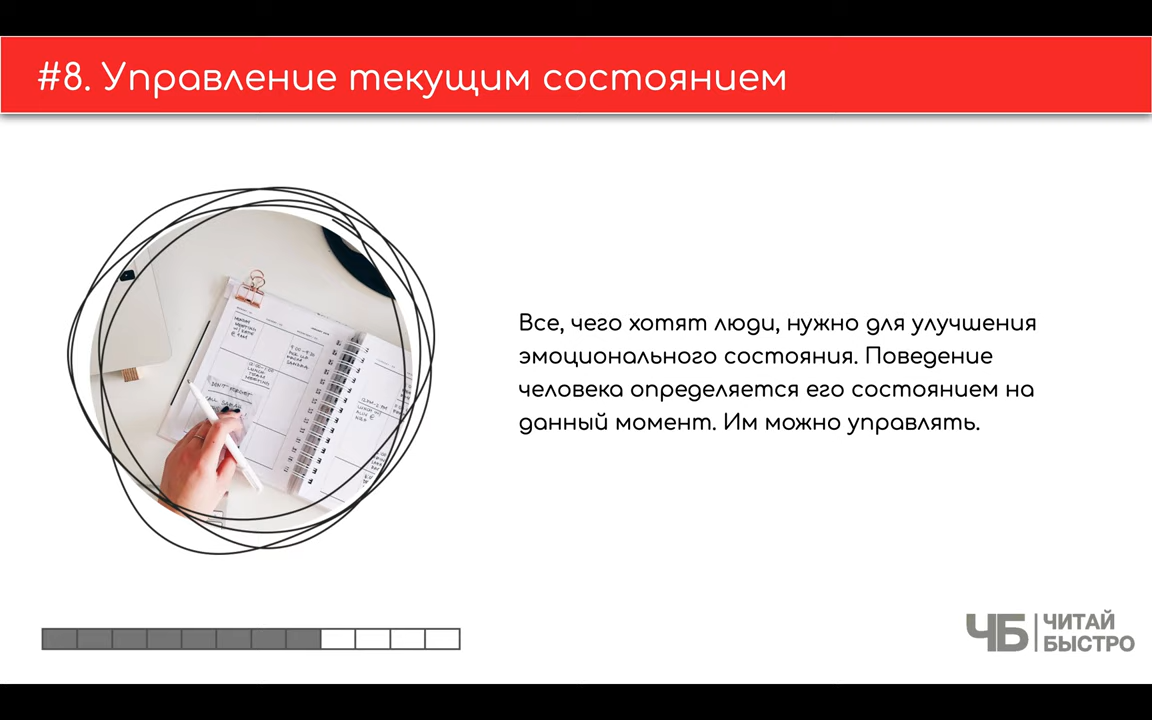 #8. Управление текущим состоянием
Все, чего хотят люди, нужно для улучшения
эмоционального состояния. Поведение
человека определяется его состоянием на
данный момент. Им можно управлять.
ЧБ
ЧИТАЙ
БЫСТРО